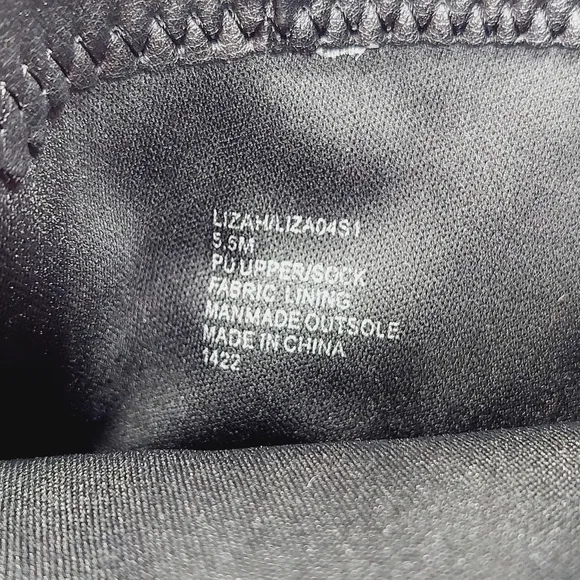 LIZAH/LIZA04S1
5.5M
PU UPPER/SOCK
FABRIC LINING
MANMADE OUTSOLE
MADE IN CHINA
1422